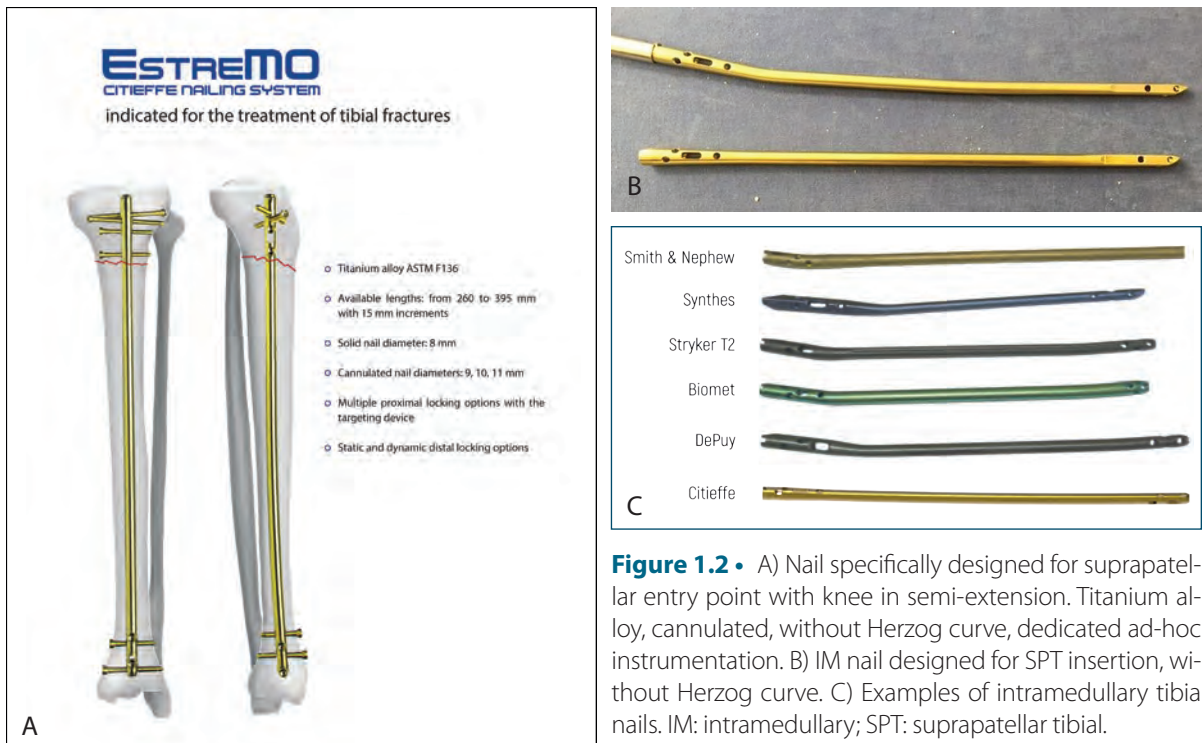 ESTREMO
CITIEFFE NAILING SYSTEM
indicated for the treatment of tibial fractures
Titanium alloy ASTM F136
Available lengths: from 260 to 395 mm
with 15 mm increments
Solid nail diameter: 8 mm
Cannulated nail diameters: 9, 10, 11 mm
Multiple proximal locking options with the
targeting device
Static and dynamic distal locking options
A
B
Smith & Nephew
Synthes
Stryker T2
Biomet
DePuy
Citieffe
C
Figure 1.2 • A) Nail specifically designed for suprapatel-
lar entry point with knee in semi-extension. Titanium al-
loy, cannulated, without Herzog curve, dedicated ad-hoc
instrumentation. B) IM nail designed for SPT insertion, wi-
thout Herzog curve. C) Examples of intramedullary tibia
nails. IM: intramedullary; SPT: suprapatellar tibial.